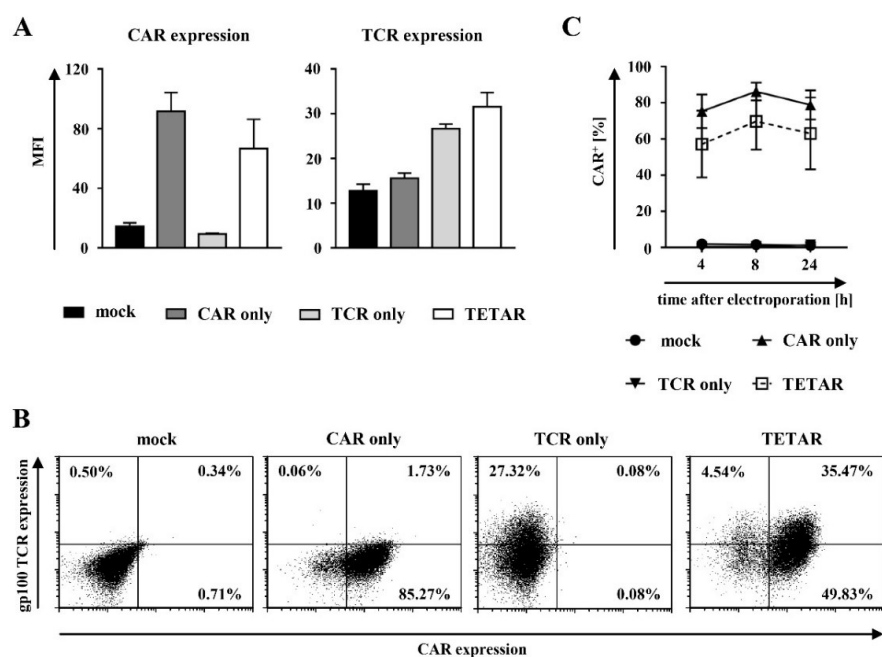 A
CAR expression
TCR expression
MFI
120
80
40
0
40
30
20
10
0
mock
CAR only
TCR only
TETAR
C
CAR⁺ [%]
100
80
60
40
20
0
4 8 24
time after electroporation [h]
mock
CAR only
TCR only
TETAR
B
mock
CAR only
TCR only
TETAR
gp100 TCR expression
0.50% 0.34%
0.71%
0.06% 1.73%
85.27%
27.32% 0.08%
0.08%
4.54% 35.47%
49.83%
CAR expression